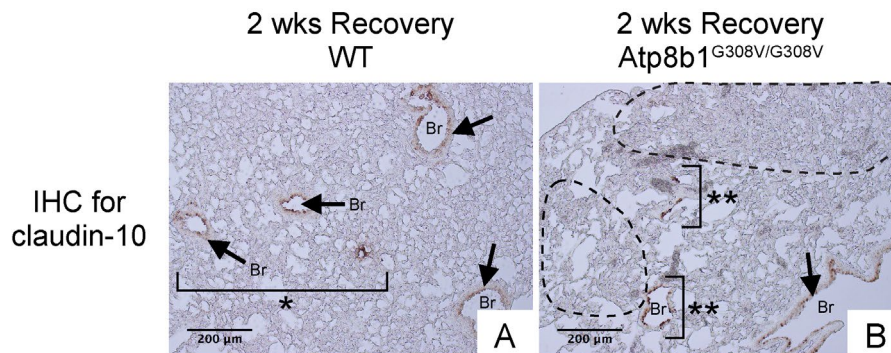 2 wks Recovery
WT
2 wks Recovery
Atp8b1G308V/G308V
IHC for
claudin-10
Br
Br
Br
Br
*
200 µm
A
**
**
Br
Br
200 µm
B